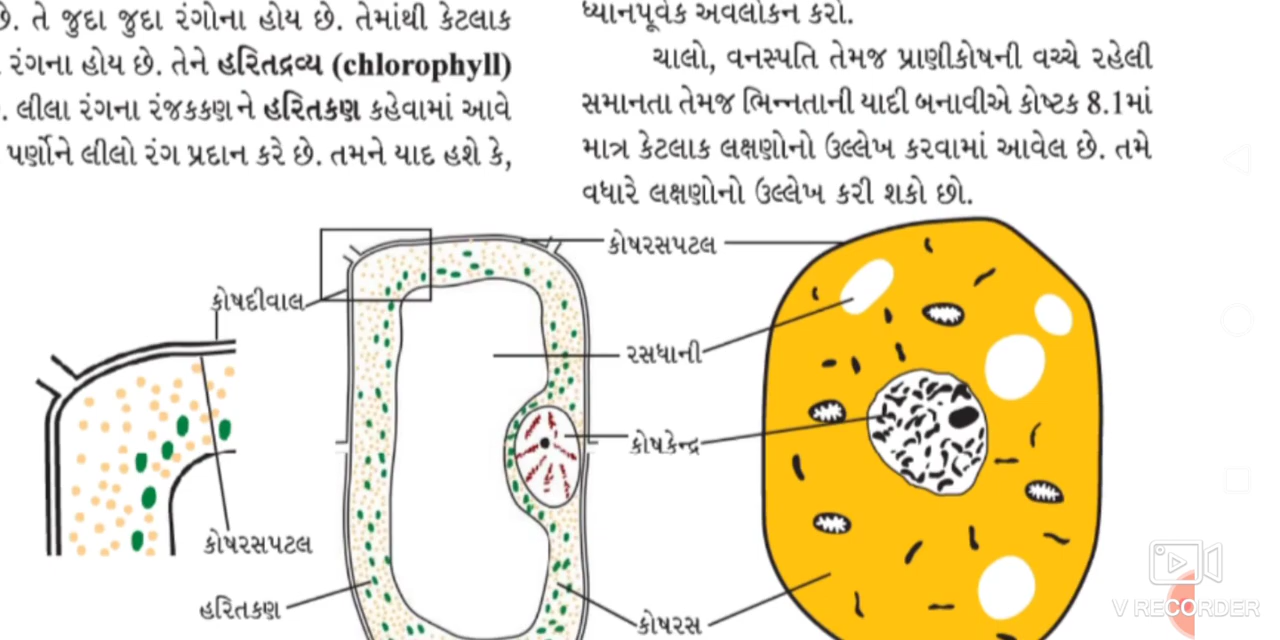 છે. તે જુદા જુદા રંગોના હોય છે. તેમાંથી કેટલાક
રંગના હોય છે. તેને હરિતદ્રવ્ય (chlorophyll)
લીલા રંગના રંજકકણને હરિતકણ કહેવામાં આવે
પર્ણોને લીલો રંગ પ્રદાન કરે છે. તમને યાદ હશે કે,
ધ્યાનપૂર્વક અવલોકન કરો.
ચાલો, વનસ્પતિ તેમજ પ્રાણીકોષની વચ્ચે રહેલી
સમાનતા તેમજ ભિન્નતાની યાદી બનાવીએ કોષ્ટક 8.1માં
માત્ર કેટલાક લક્ષણોનો ઉલ્લેખ કરવામાં આવેલ છે. તમે
વધારે લક્ષણોનો ઉલ્લેખ કરી શકો છો.
કોષરસપટલ
કોષદીવાલ
રસધાની
કોષકેન્દ્ર
કોષરસપટલ
હરિતકણ
કોષરસ
V RECORDER